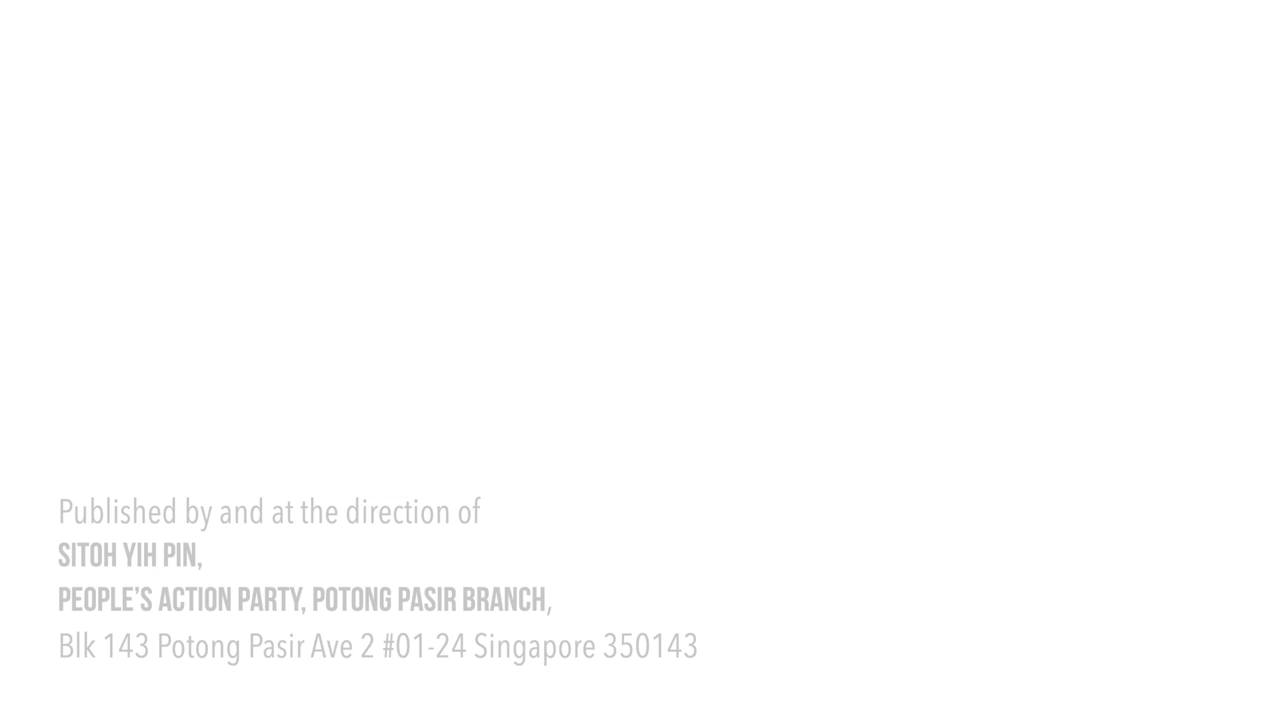 Published by and at the direction of
SITOH YIH PIN,
PEOPLE'S ACTION PARTY, POTONG PASIR BRANCH,
Blk 143 Potong Pasir Ave 2 #01-24 Singapore 350143